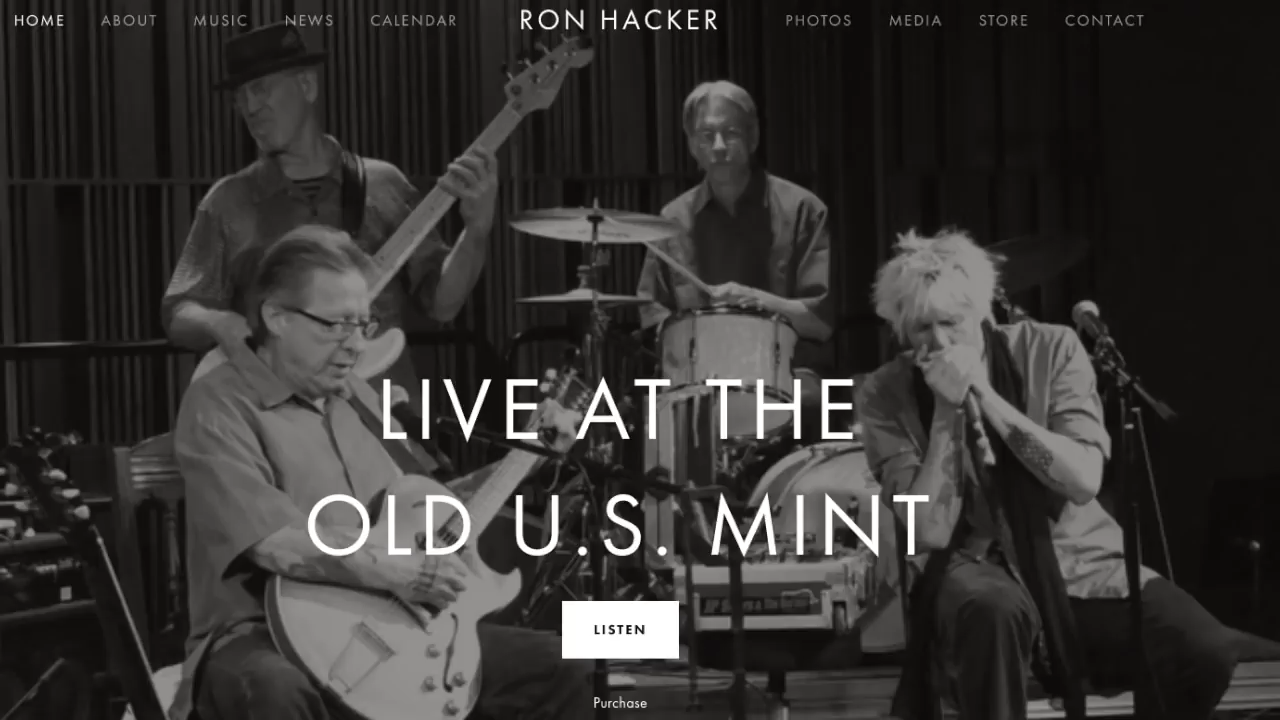 HOME ABOUT MUSIC NEWS CALENDAR RON HACKER PHOTOS MEDIA STORE CONTACT
LIVE AT THE
OLD U.S. MINT
LISTEN
Purchase